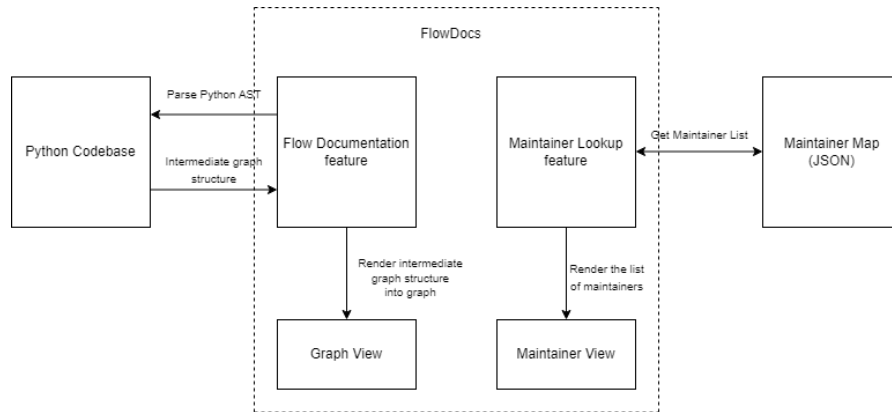 FlowDocs
Parse Python AST
Python Codebase
Intermediate graph
structure
Flow Documentation
feature
Maintainer Lookup
feature
Get Maintainer List
Maintainer Map
(JSON)
Render intermediate
graph structure
into graph
Render the list
of maintainers
Graph View
Maintainer View